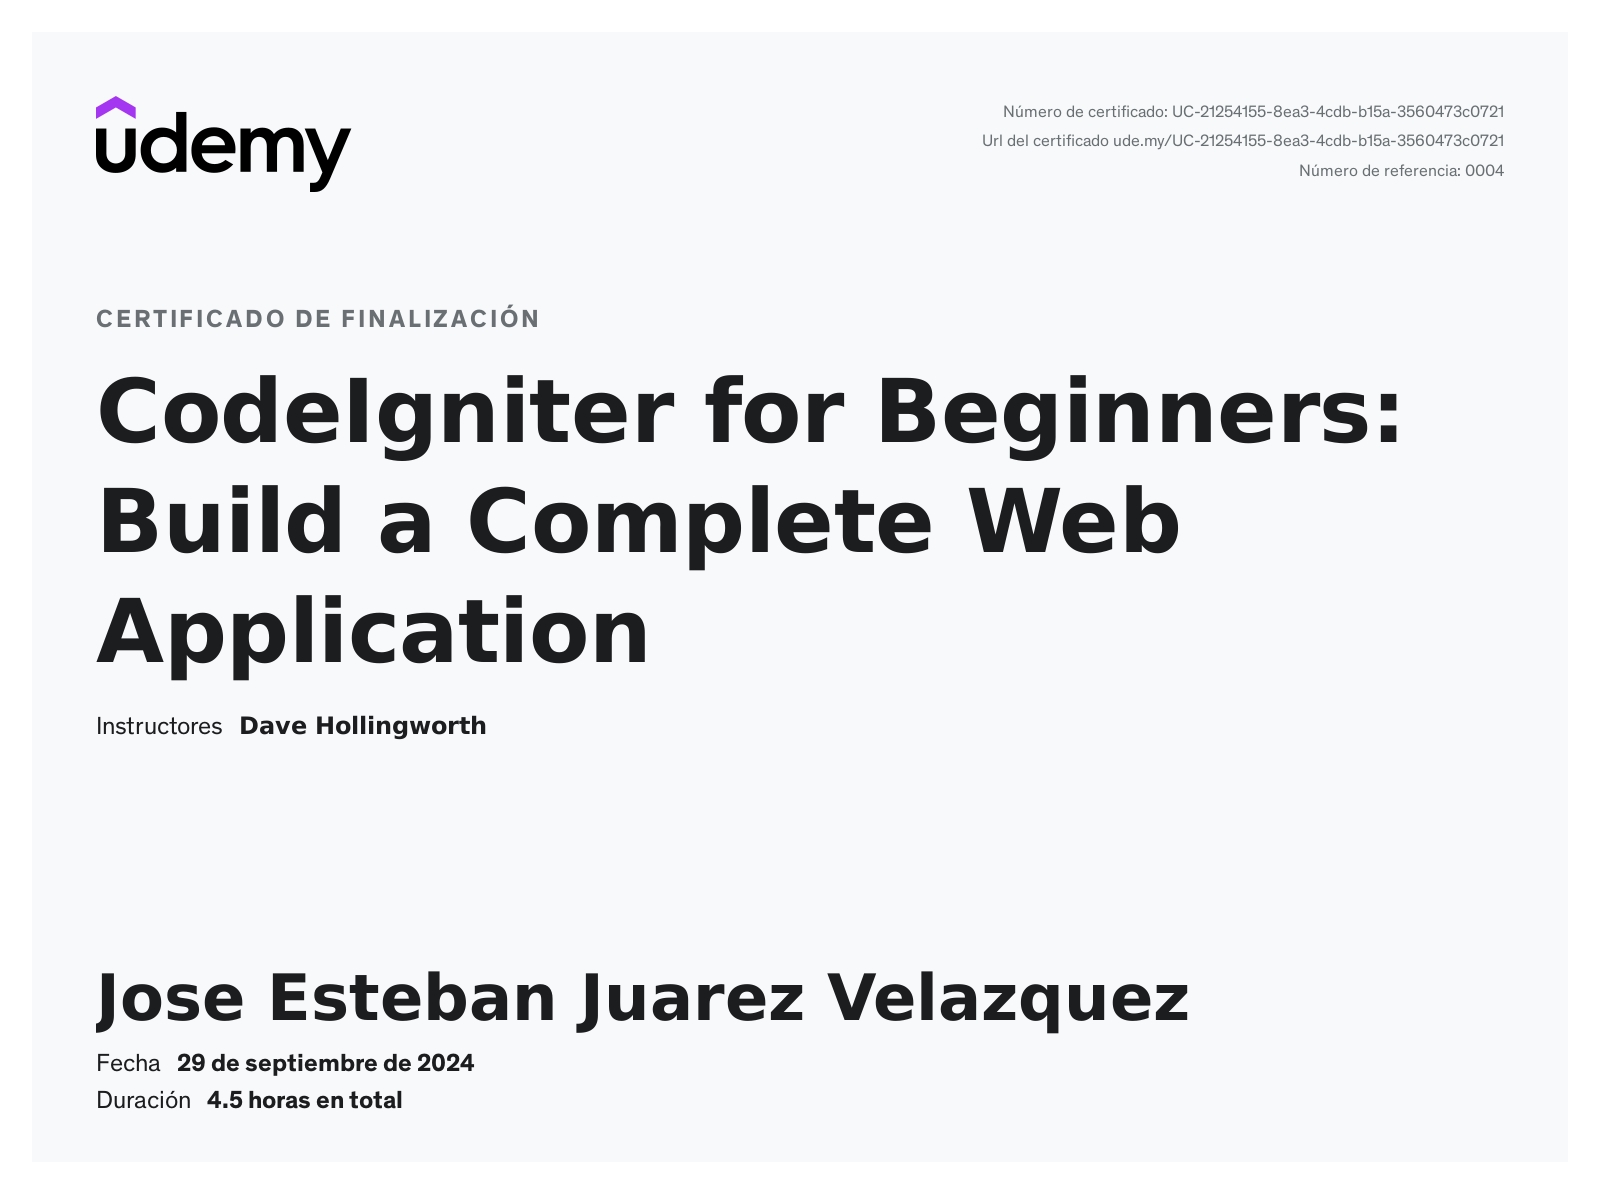 udemy
Número de certificado: UC-21254155-8ea3-4cdb-b15a-3560473c0721
Url del certificado ude.my/UC-21254155-8ea3-4cdb-b15a-3560473c0721
Número de referencia: 0004
CERTIFICADO DE FINALIZACIÓN
CodeIgniter for Beginners:
Build a Complete Web
Application
Instructores Dave Hollingworth
Jose Esteban Juarez Velazquez
Fecha 29 de septiembre de 2024
Duración 4.5 horas en total